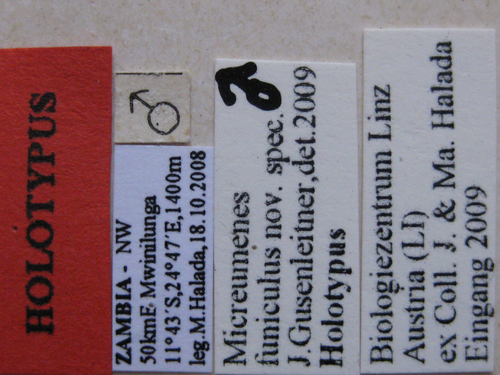 HOLOTYPUS
♂
ZAMBIA - NW
50kmE Mwinilunga
11°43´S,24°47´E,1400m
leg.M.Halada,18.10.2008
♂
Micreumenes
funiculus nov. spec.
J.Gusenleitner,det.2009
Holotypus
Biologiezentrum Linz
Austria (LI)
ex Coll. J. & Ma. Halada
Eingang 2009